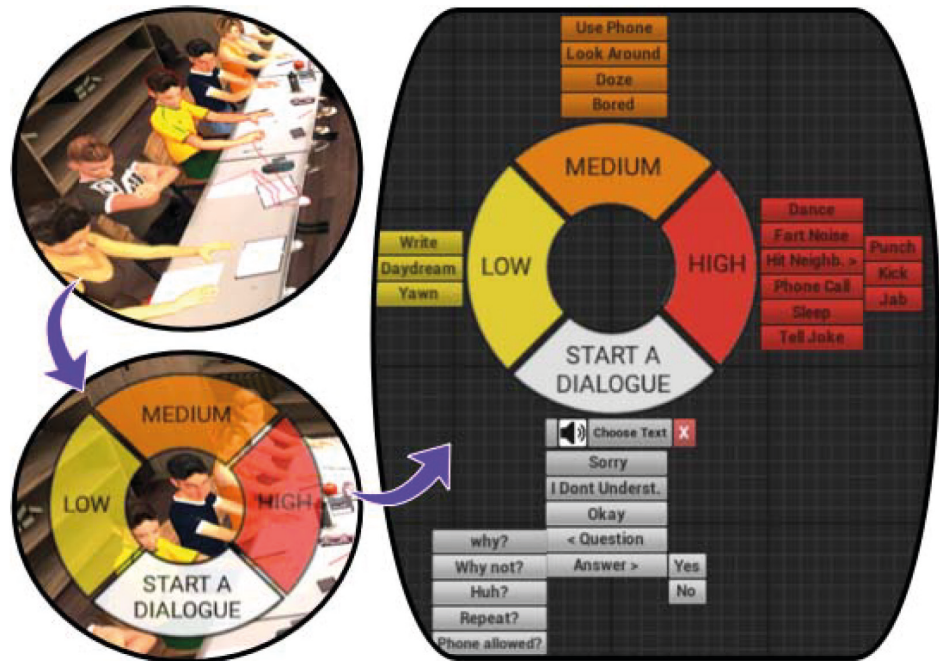 Use Phone
Look Around
Doze
Bored
MEDIUM
LOW
HIGH
START A
DIALOGUE
Write
Daydream
Yawn
Dance
Fart Noise
Hit Neighb. >
Phone Call
Sleep
Tell Joke
Punch
Kick
Jab
Choose Text X
Sorry
I Dont Underst.
Okay
< Question
Answer >
why?
Why not?
Huh?
Repeat?
Phone allowed?
Yes
No
MEDIUM
LOW
HIGH
START A
DIALOGUE